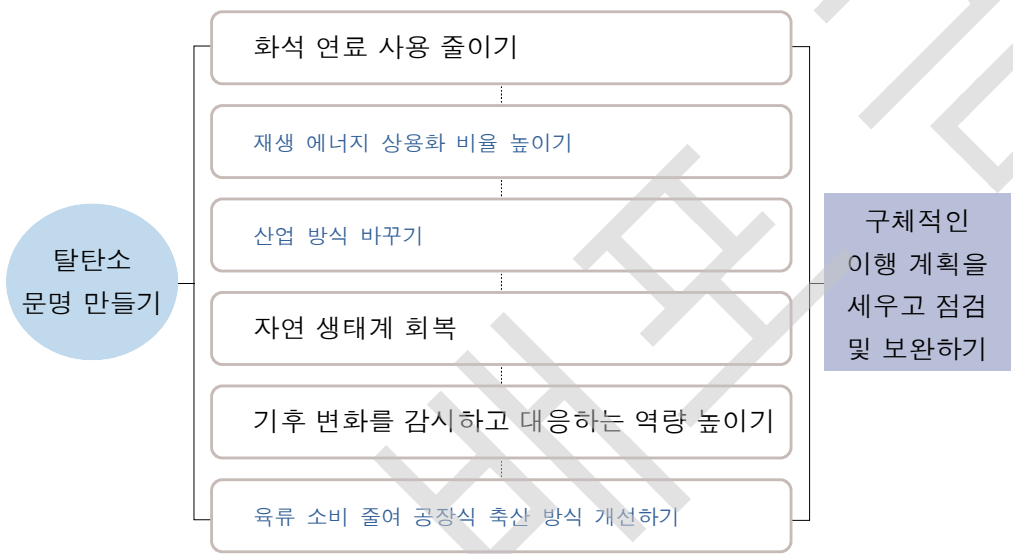 탈탄소
문명 만들기
화석 연료 사용 줄이기
재생 에너지 상용화 비율 높이기
산업 방식 바꾸기
자연 생태계 회복
기후 변화를 감시하고 대응하는 역량 높이기
육류 소비 줄여 공장식 축산 방식 개선하기
구체적인
이행 계획을
세우고 점검
및 보완하기